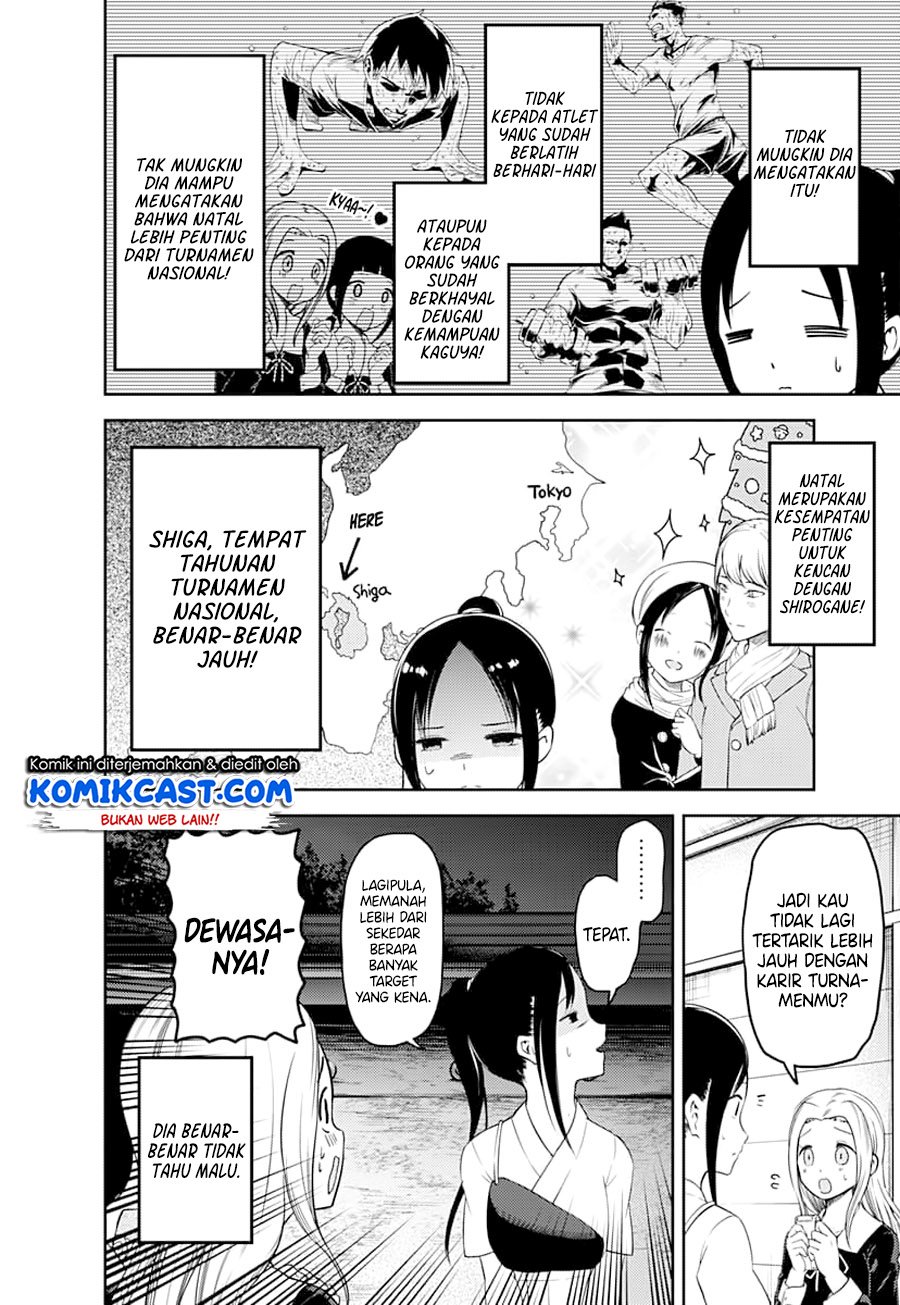 TIDAK
MUNGKIN DIA
MENGATAKAN
ITU!
TIDAK
KEPADA ATLET
YANG SUDAH
BERLATIH
BERHARI-HARI
ATAUPUN
KEPADA
ORANG YANG
SUDAH
BERKHAYAL
DENGAN
KEMAMPUAN
KAGUYA!
TAK MUNGKIN
DIA MAMPU
MENGATAKAN
BAHWA NATAL
LEBIH PENTING
DARI TURNAMEN
NASIONAL!
KYAA~!
NATAL
MERUPAKAN
KESEMPATAN
PENTING
UNTUK
KENCAN
DENGAN
SHIROGANE!
Tokyo
HERE
Shiga
SHIGA, TEMPAT
TAHUNAN
TURNAMEN
NASIONAL,
BENAR-BENAR
JAUH!
Komik ini diterjemahkan & diedit oleh
KOMIKCAST.COM
BUKAN WEB LAIN!!
JADI KAU
TIDAK LAGI
TERTARIK LEBIH
JAUH DENGAN
KARIR TURNA-
MENMU?
.........
TEPAT.
LAGIPULA,
MEMANAH
LEBIH DARI
SEKEDAR
BERAPA
BANYAK
TARGET
YANG KENA.
DEWASA-
NYA!
DIA BENAR-
BENAR TIDAK
TAHU MALU.